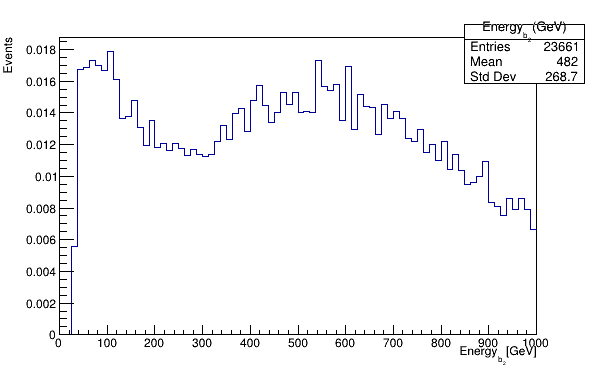 Energy_b_2(GeV)
Entries 23661
Mean 482
Std Dev 268.7
Events
0.018
0.016
0.014
0.012
0.01
0.008
0.006
0.004
0.002
0
0 100 200 300 400 500 600 700 800 900 1000
Energy_b_2[GeV]